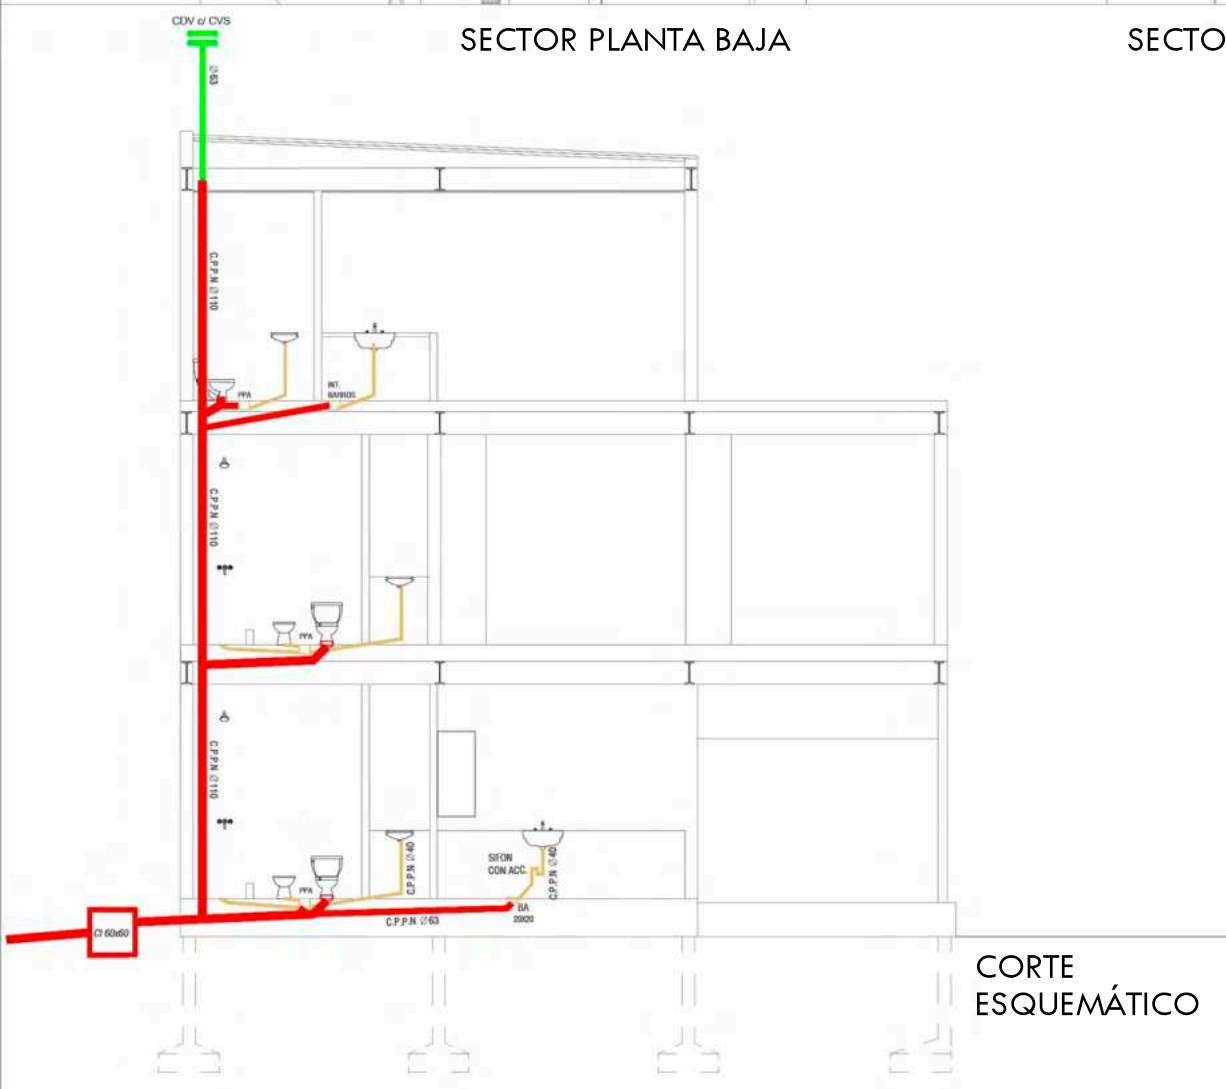 CDV c/ CVS
SECTOR PLANTA BAJA
SECTO
Ø63
C.P.P.N Ø110
PPA
INT.
BARROS
C.P.P.N Ø110
PPA
C.P.P.N Ø110
C.P.P.N Ø40
SIFON
CON ACC.
C.P.P.N Ø40
PPA
BA
20X20
C.P.P.N Ø63
CI 60x60
CORTE
ESQUEMÁTICO